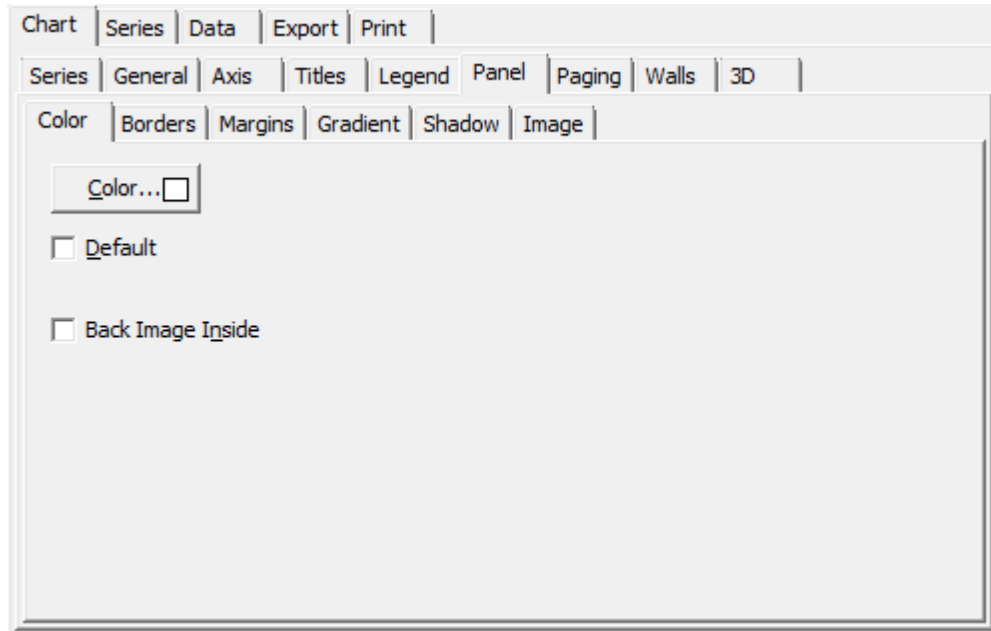 Chart Series Data Export Print
Series General Axis Titles Legend Panel Paging Walls 3D
Color Borders Margins Gradient Shadow Image
Color...
Default
Back Image Inside